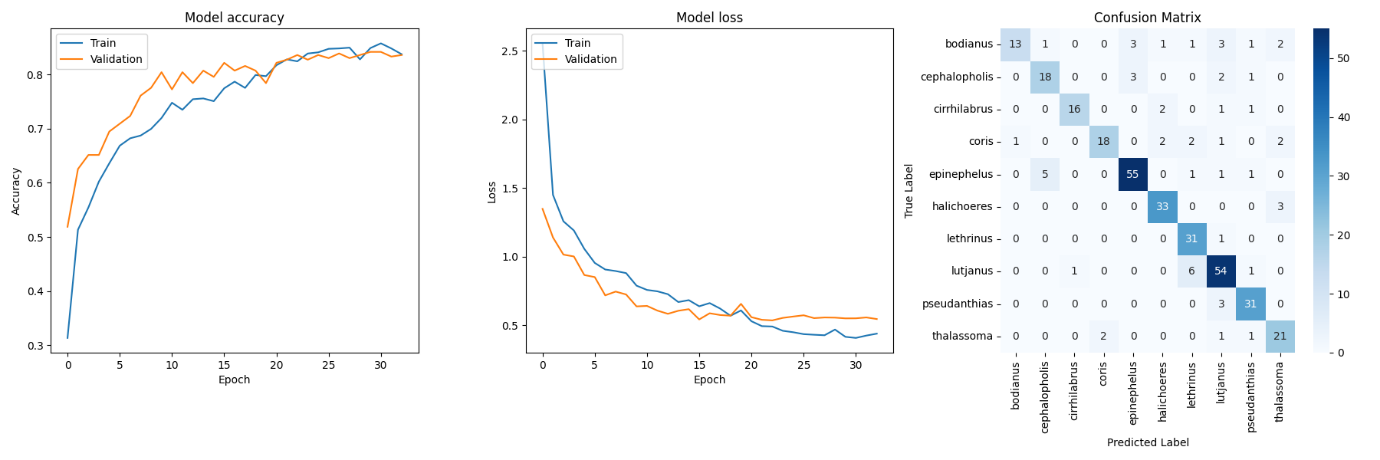 Model accuracy
Train
Validation
0.8
0.7
0.6
0.5
0.4
0.3
Accuracy
0 5 10 15 20 25 30
Epoch
Model loss
Train
Validation
2.5
2.0
1.5
1.0
0.5
Loss
0 5 10 15 20 25 30
Epoch
Confusion Matrix
True Label
bodianus 13 1 0 0 3 1 1 3 1 2
cephalopholis 0 18 0 0 3 0 0 2 1 0
cirrhilabrus 0 0 16 0 0 2 0 1 1 0
coris 1 0 0 18 0 2 2 1 0 2
epinephelus 0 5 0 0 55 0 1 1 1 0
halichoeres 0 0 0 0 0 33 0 0 0 3
lethrinus 0 0 0 0 0 0 31 1 0 0
lutjanus 0 0 1 0 0 0 6 54 1 0
pseudanthias 0 0 0 0 0 0 0 3 31 0
thalassoma 0 0 0 2 0 0 0 1 1 21
bodianus
cephalopholis
cirrhilabrus
coris
epinephelus
halichoeres
lethrinus
lutjanus
pseudanthias
thalassoma
Predicted Label
50
40
30
20
10
0